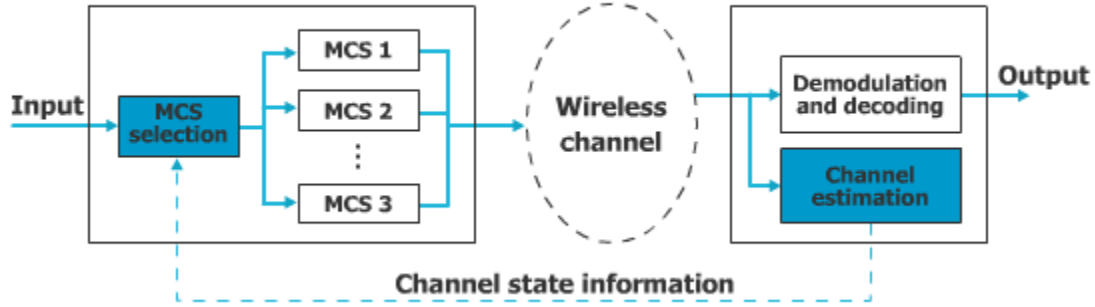 Input
MCS
selection
MCS 1
MCS 2
⋮
MCS 3
Wireless
channel
Demodulation
and decoding
Output
Channel
estimation
Channel state information